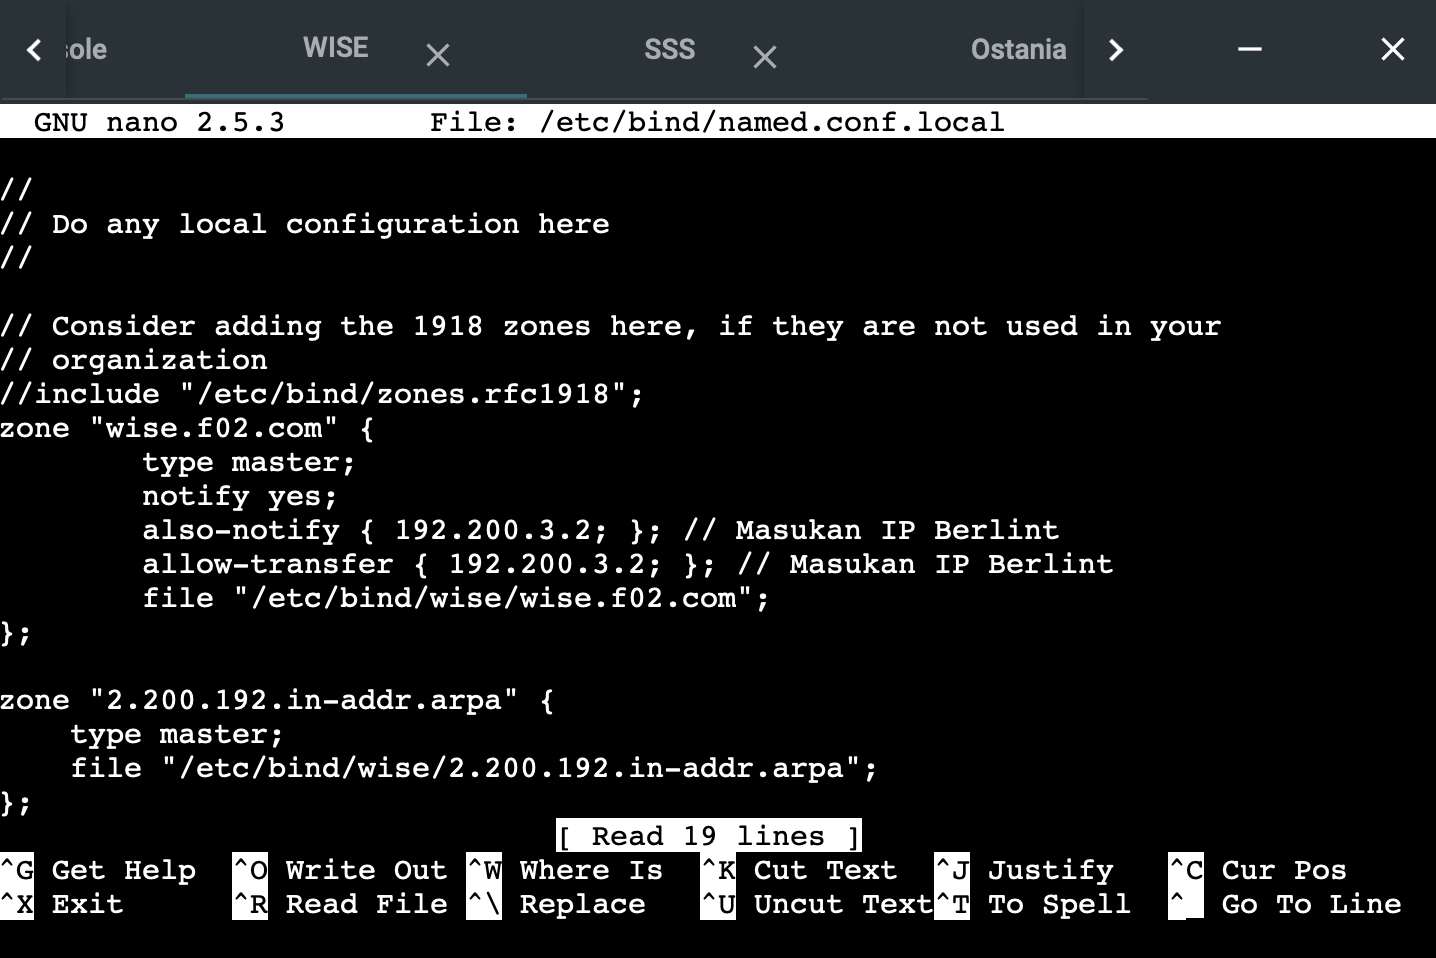 sole WISE SSS Ostania
GNU nano 2.5.3 File: /etc/bind/named.conf.local
//
// Do any local configuration here
//
// Consider adding the 1918 zones here, if they are not used in your
// organization
//include "/etc/bind/zones.rfc1918";
zone "wise.f02.com" {
        type master;
        notify yes;
        also-notify { 192.200.3.2; }; // Masukan IP Berlint
        allow-transfer { 192.200.3.2; }; // Masukan IP Berlint
        file "/etc/bind/wise/wise.f02.com";
};
zone "2.200.192.in-addr.arpa" {
    type master;
    file "/etc/bind/wise/2.200.192.in-addr.arpa";
};
[ Read 19 lines ]
^G Get Help ^O Write Out ^W Where Is ^K Cut Text ^J Justify ^C Cur Pos
^X Exit ^R Read File ^\ Replace ^U Uncut Text ^T To Spell ^_ Go To Line